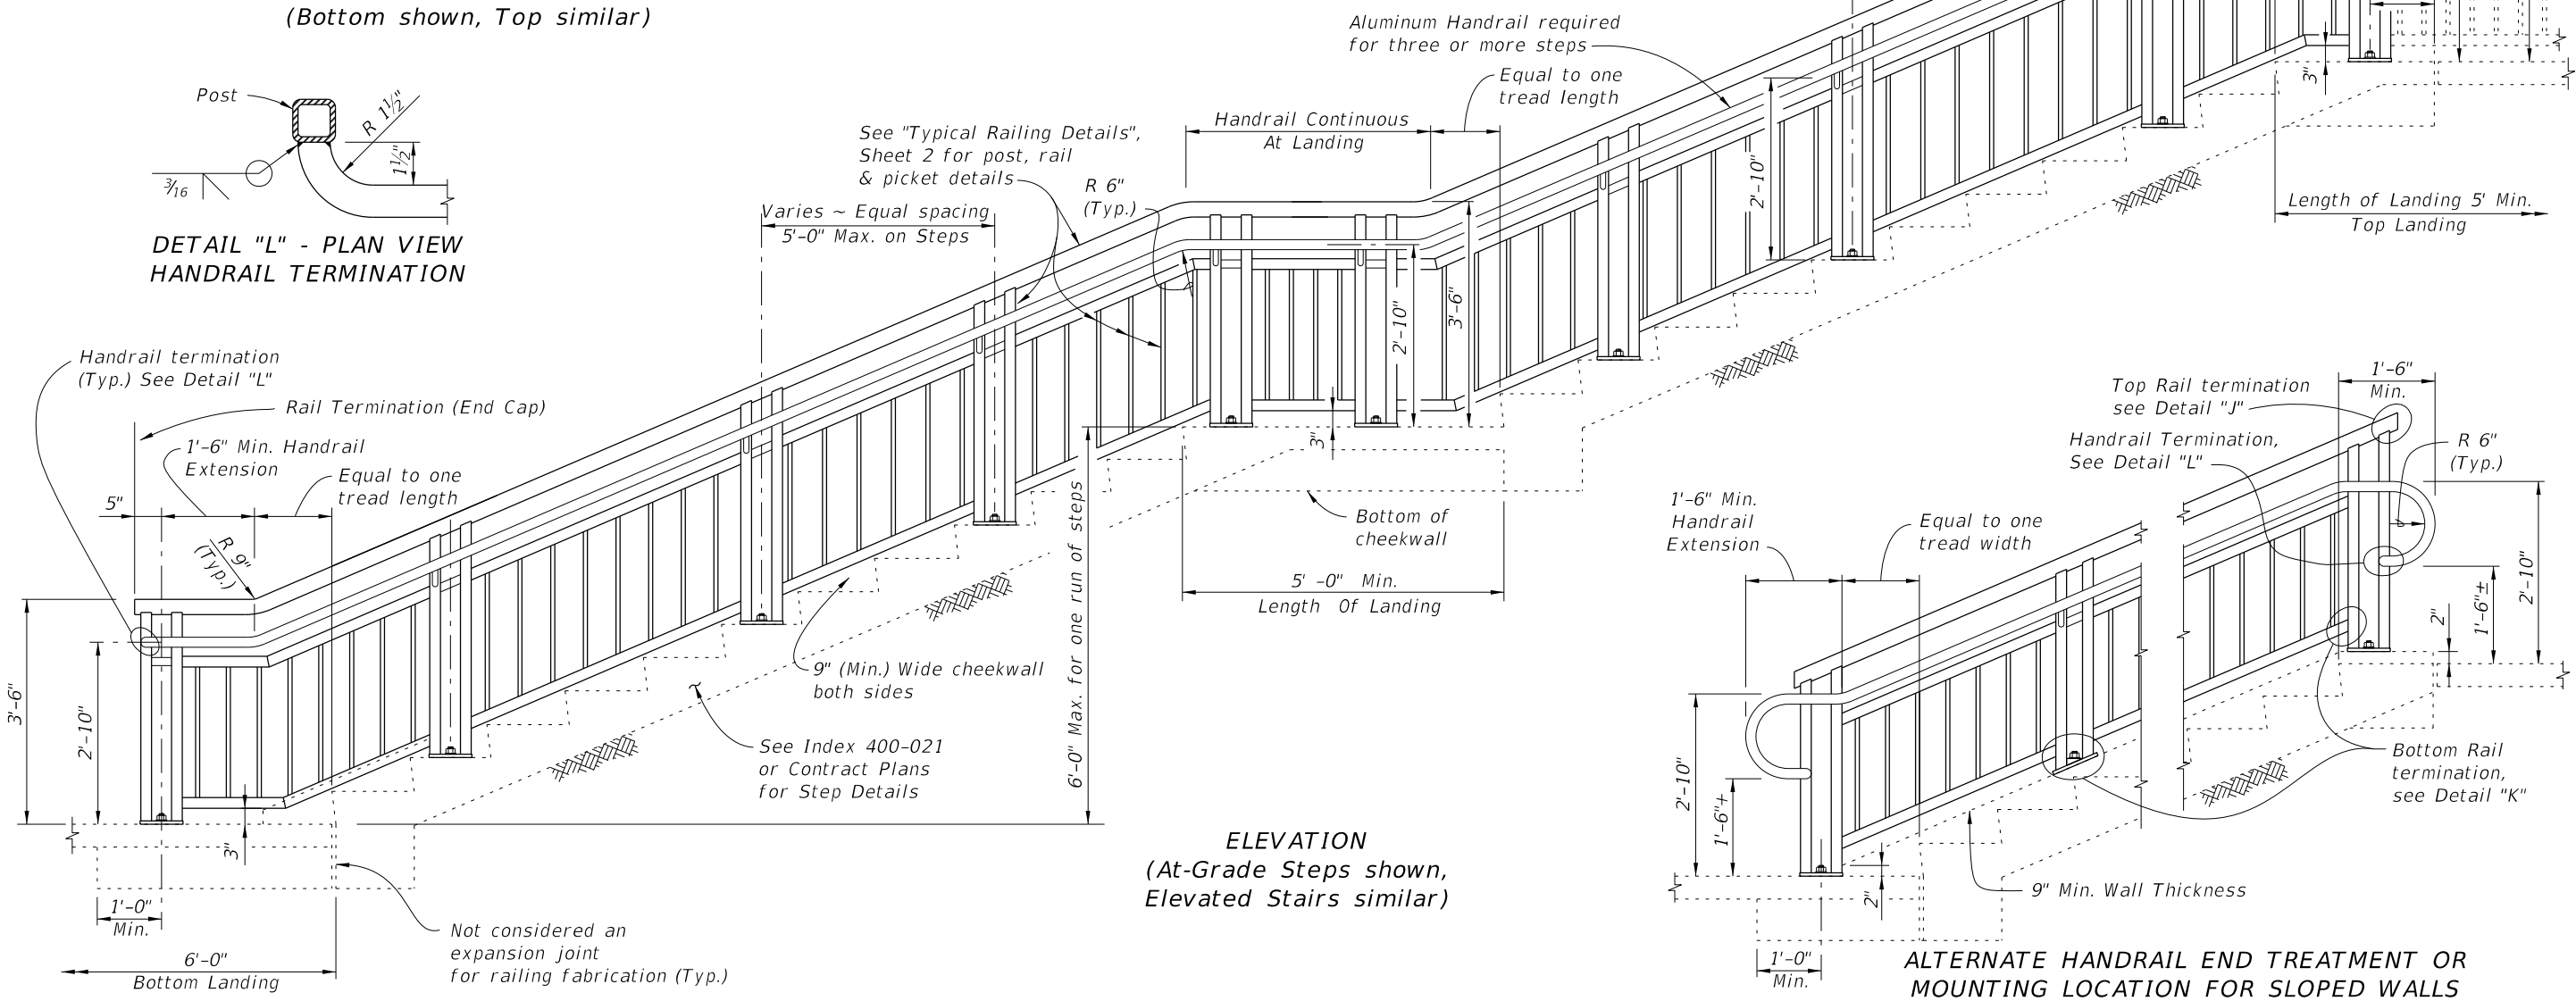 (Bottom shown, Top similar)
Post
R 1½"
1½"
3/16
DETAIL "L" - PLAN VIEW
HANDRAIL TERMINATION
See "Typical Railing Details",
Sheet 2 for post, rail
& picket details
Varies ~ Equal spacing
5'-0" Max. on Steps
R 6"
(Typ.)
Handrail Continuous
At Landing
Equal to one
tread length
Aluminum Handrail required
for three or more steps
2'-10"
3"
Length of Landing 5' Min.
Top Landing
Handrail termination
(Typ.) See Detail "L"
Rail Termination (End Cap)
1'-6" Min. Handrail
Extension
Equal to one
tread length
5"
R 9"
(Typ.)
3'-6"
2'-10"
3"
1'-0"
Min.
6'-0"
Bottom Landing
Not considered an
expansion joint
for railing fabrication (Typ.)
See Index 400-021
or Contract Plans
for Step Details
9" (Min.) Wide cheekwall
both sides
6'-0" Max. for one run of steps
2'-10"
3'-6"
3"
Bottom of
cheekwall
5' -0" Min.
Length Of Landing
ELEVATION
(At-Grade Steps shown,
Elevated Stairs similar)
1'-6" Min.
Handrail
Extension
Equal to one
tread width
Top Rail termination
see Detail "J"
Handrail Termination,
See Detail "L"
1'-6"
Min.
R 6"
(Typ.)
2'-10"
1'-6"±
2"
2'-10"
1'-6"+
2"
Bottom Rail
termination,
see Detail "K"
9" Min. Wall Thickness
1'-0"
Min.
ALTERNATE HANDRAIL END TREATMENT OR
MOUNTING LOCATION FOR SLOPED WALLS